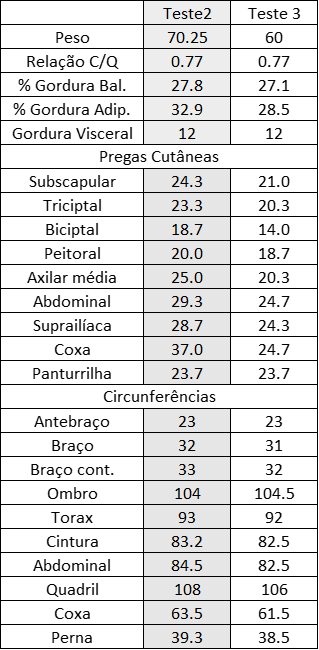 Teste2 Teste 3
Peso 70.25 60
Relação C/Q 0.77 0.77
% Gordura Bal. 27.8 27.1
% Gordura Adip. 32.9 28.5
Gordura Visceral 12 12
Pregas Cutâneas
Subscapular 24.3 21.0
Triciptal 23.3 20.3
Biciptal 18.7 14.0
Peitoral 20.0 18.7
Axilar média 25.0 20.3
Abdominal 29.3 24.7
Suprailíaca 28.7 24.3
Coxa 37.0 24.7
Panturrilha 23.7 23.7
Circunferências
Antebraço 23 23
Braço 32 31
Braço cont. 33 32
Ombro 104 104.5
Torax 93 92
Cintura 83.2 82.5
Abdominal 84.5 82.5
Quadril 108 106
Coxa 63.5 61.5
Perna 39.3 38.5